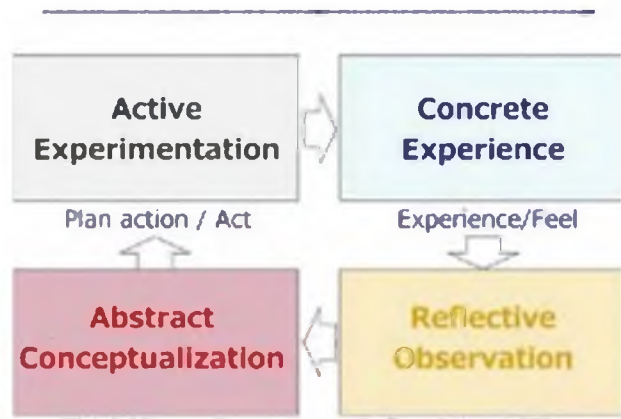 Active
Experimentation
Concrete
Experience
Plan action / Act
Experience/Feel
Abstract
Conceptualization
Reflective
Observation